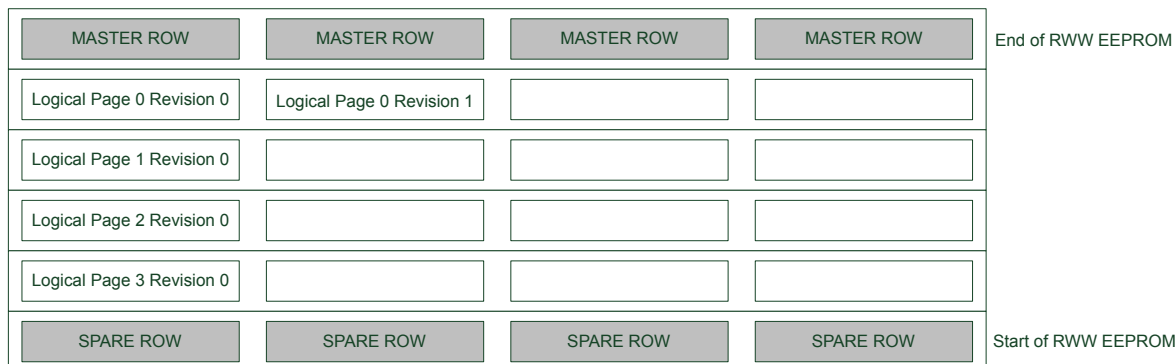 MASTER ROW MASTER ROW MASTER ROW MASTER ROW End of RWW EEPROM
Logical Page 0 Revision 0 Logical Page 0 Revision 1
Logical Page 1 Revision 0
Logical Page 2 Revision 0
Logical Page 3 Revision 0
SPARE ROW SPARE ROW SPARE ROW SPARE ROW Start of RWW EEPROM